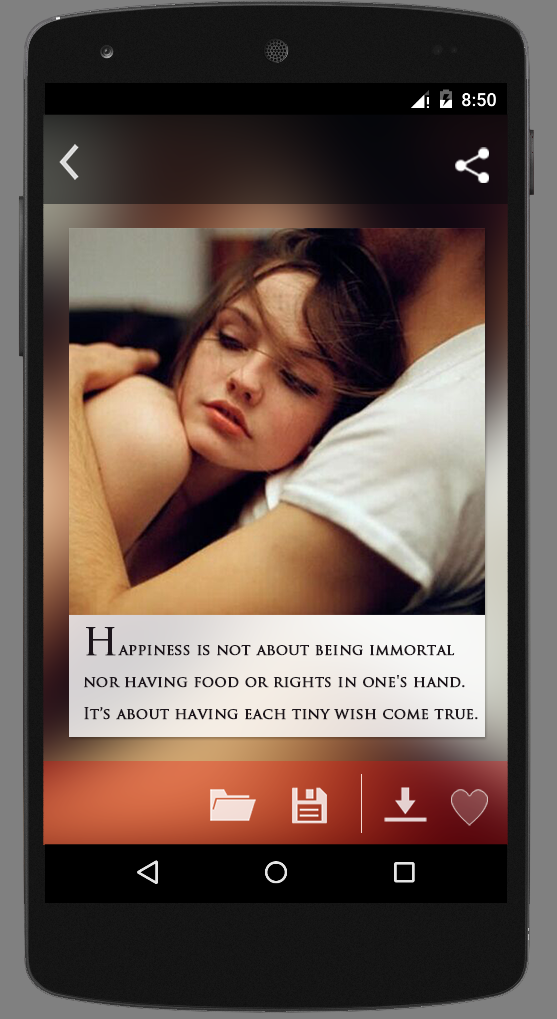 8:50
Happiness is not about being immortal
nor having food or rights in one's hand.
It's about having each tiny wish come true.